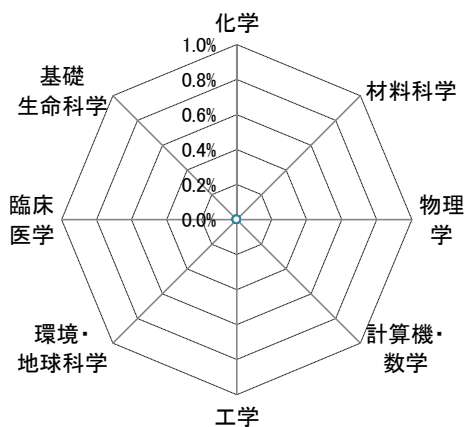 化学
1.0%
0.8%
0.6%
0.4%
0.2%
0.0%
材料科学
物理
学
計算機・
数学
工学
環境・
地球科学
臨床
医学
基礎
生命科学